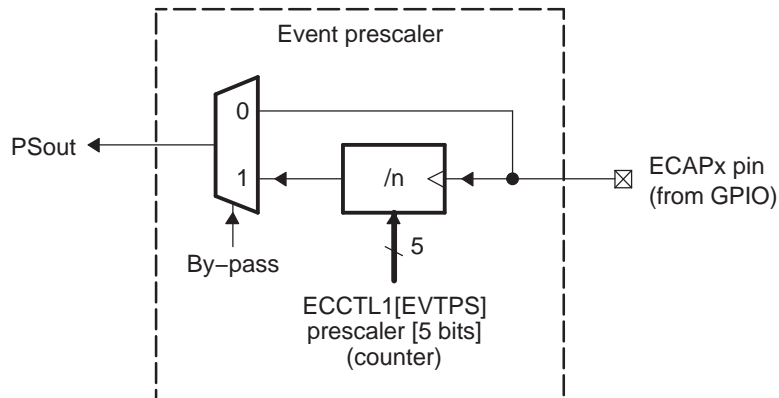 Event prescaler
0
PSout
1
/n
ECAPx pin
(from GPIO)
By−pass
5
ECCTL1[EVTPS]
prescaler [5 bits]
(counter)